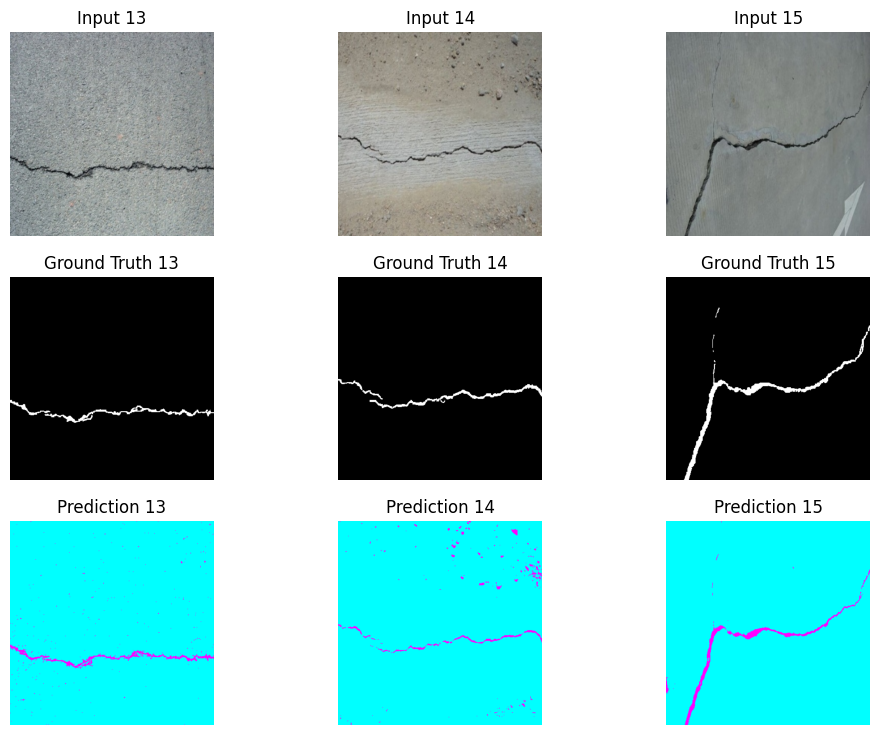 Input 13
Input 14
Input 15
Ground Truth 13
Ground Truth 14
Ground Truth 15
Prediction 13
Prediction 14
Prediction 15